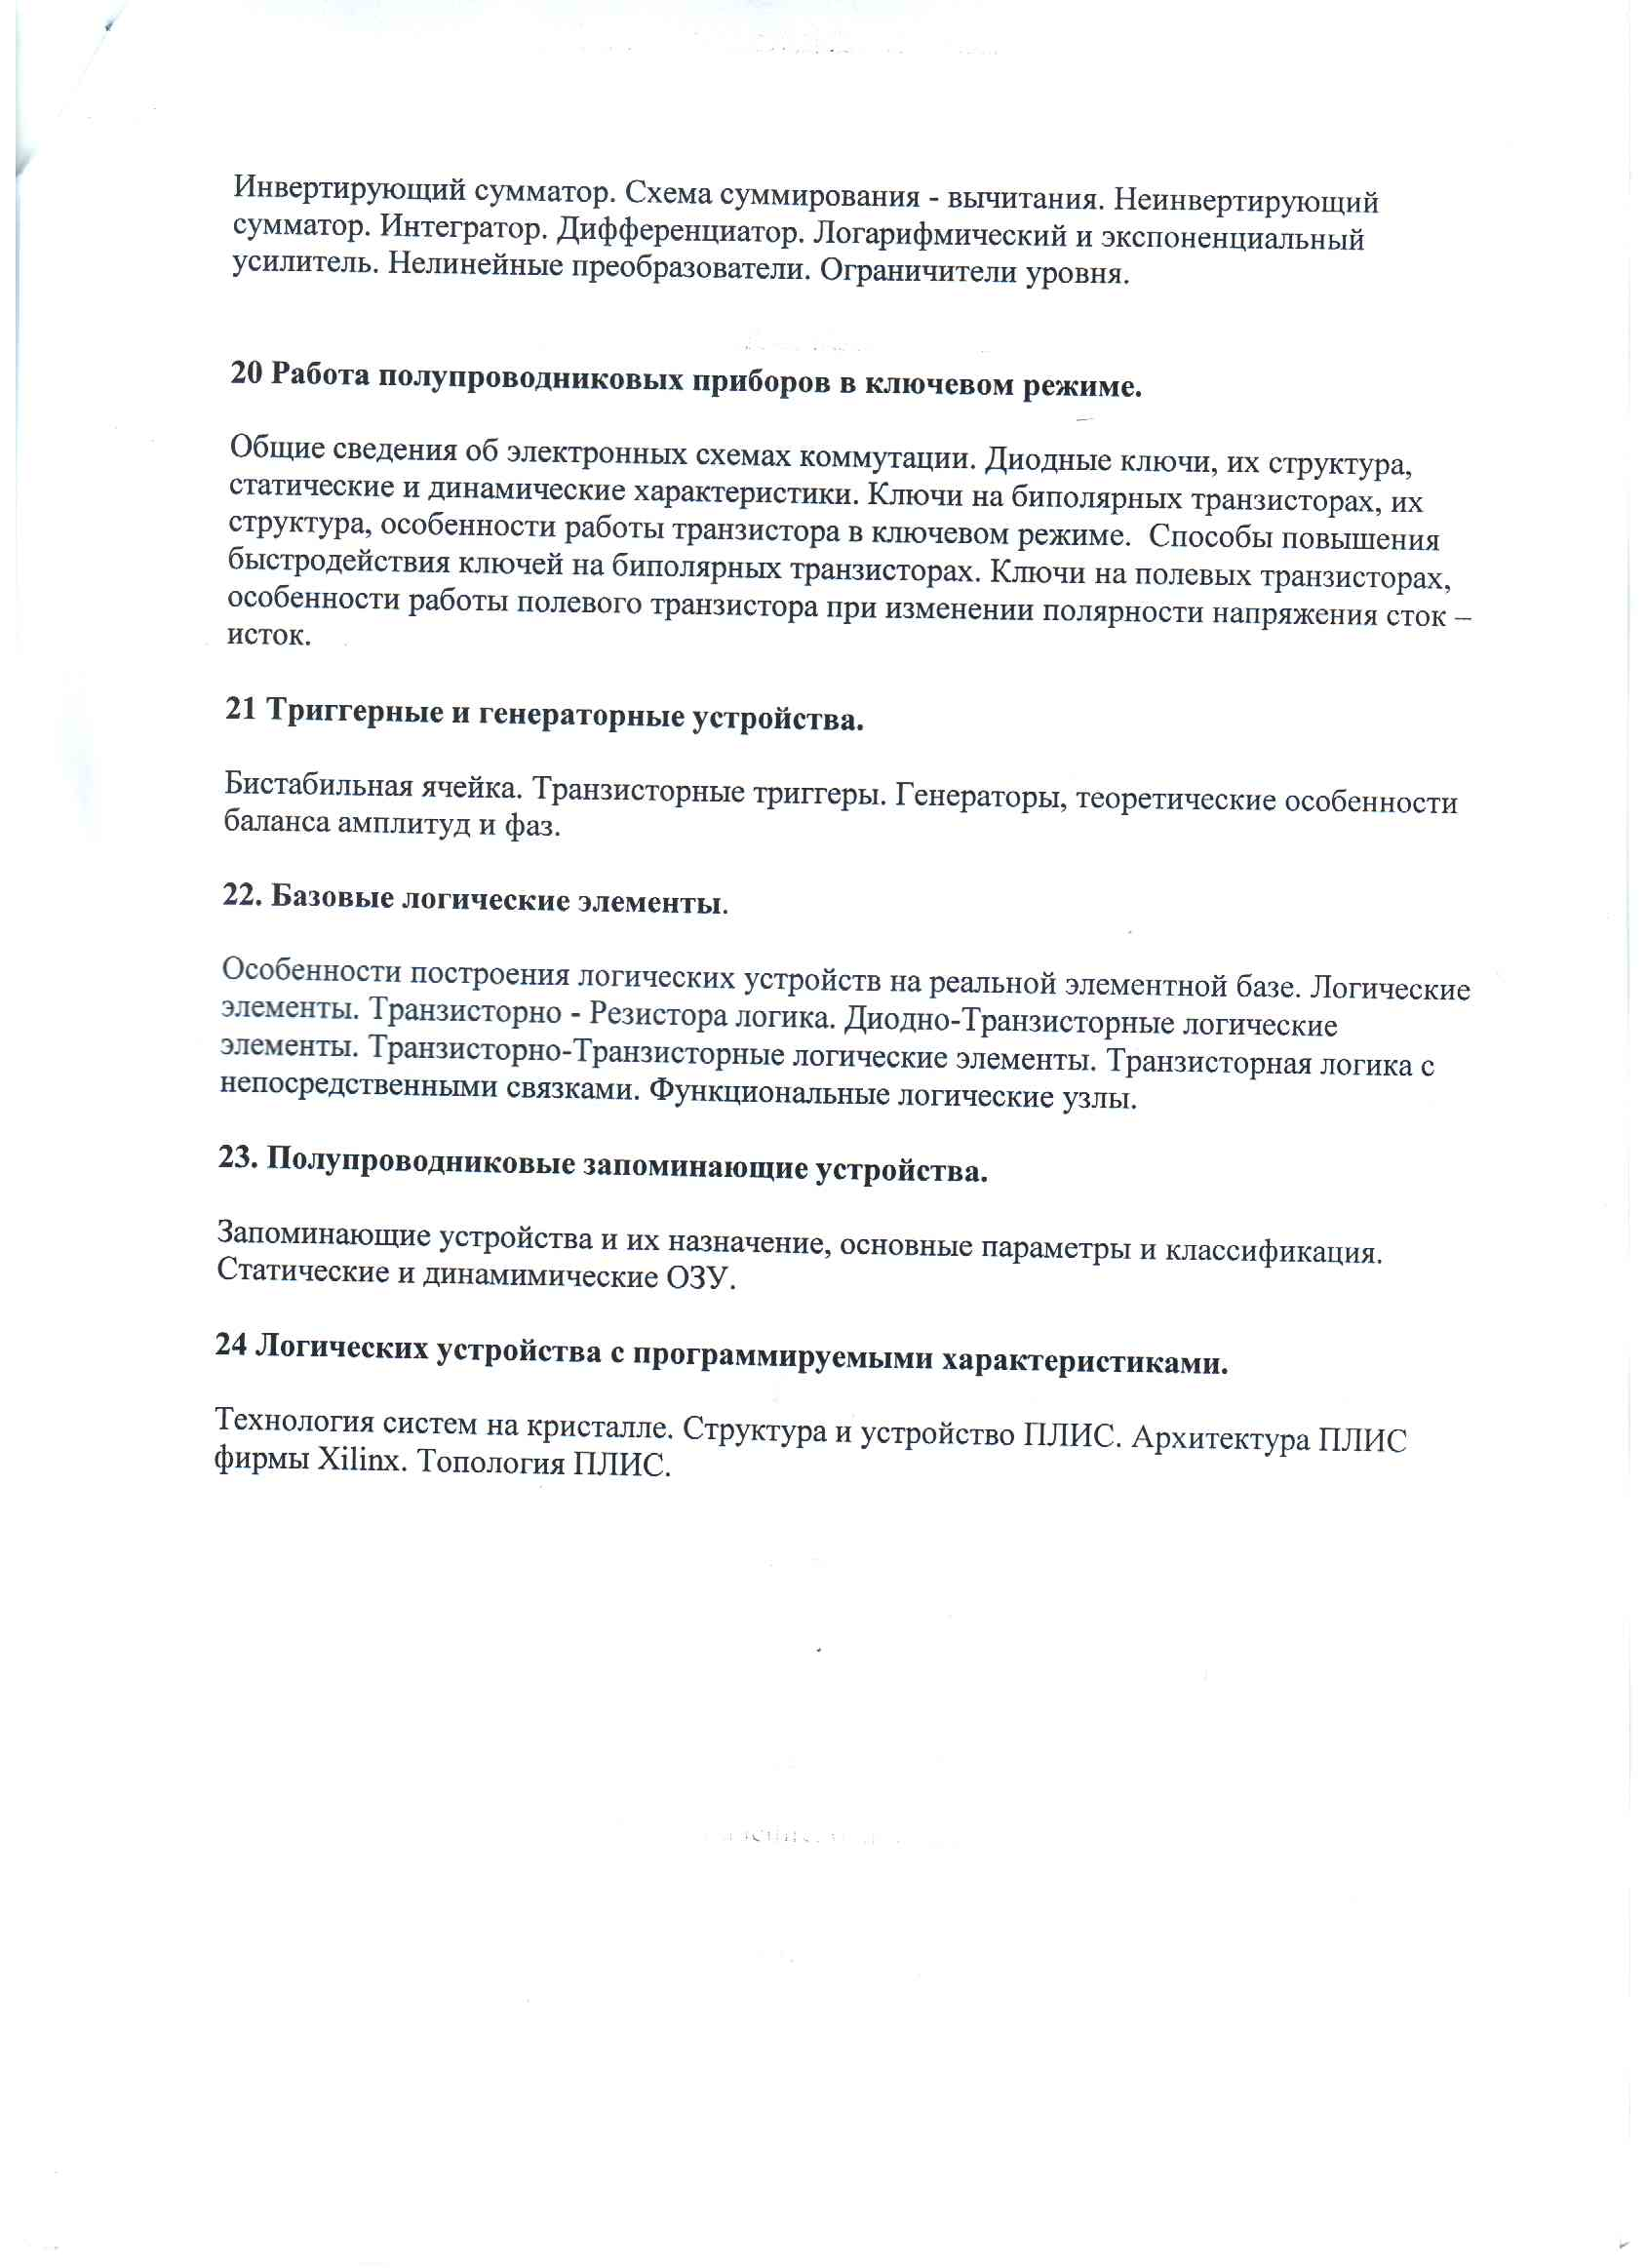 Инвертирующий сумматор. Схема суммирования - вычитания. Неинвертирующий
сумматор. Интегратор. Дифференциатор. Логарифмический и экспоненциальный
усилитель. Нелинейные преобразователи. Ограничители уровня.
20 Работа полупроводниковых приборов в ключевом режиме.
Общие сведения об электронных схемах коммутации. Диодные ключи, их структура,
статические и динамические характеристики. Ключи на биполярных транзисторах, их
структура, особенности работы транзистора в ключевом режиме.  Способы повышения
быстродействия ключей на биполярных транзисторах. Ключи на полевых транзисторах,
особенности работы полевого транзистора при изменении полярности напряжения сток –
исток.
21 Триггерные и генераторные устройства.
Бистабильная ячейка. Транзисторные триггеры. Генераторы, теоретические особенности
баланса амплитуд и фаз.
22. Базовые логические элементы.
Особенности построения логических устройств на реальной элементной базе. Логические
элементы. Транзисторно - Резистора логика. Диодно-Транзисторные логические
элементы. Транзисторно-Транзисторные логические элементы. Транзисторная логика с
непосредственными связками. Функциональные логические узлы.
23. Полупроводниковые запоминающие устройства.
Запоминающие устройства и их назначение, основные параметры и классификация.
Статические и динамимические ОЗУ.
24 Логических устройства с программируемыми характеристиками.
Технология систем на кристалле. Структура и устройство ПЛИС. Архитектура ПЛИС
фирмы Xilinx. Топология ПЛИС.